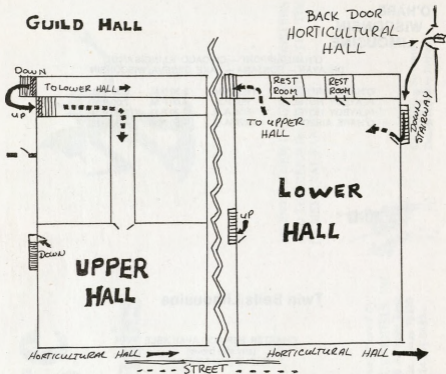 GUILD HALL
BACK DOOR
HORTICULTURAL
HALL
DOWN
TO LOWER HALL
UP
REST
ROOM
REST
ROOM
TO UPPER
HALL
DOWN
STAIRWAY
LOWER
HALL
UP
DOWN
UPPER
HALL
HORTICULTURAL HALL
HORTICULTURAL HALL
STREET